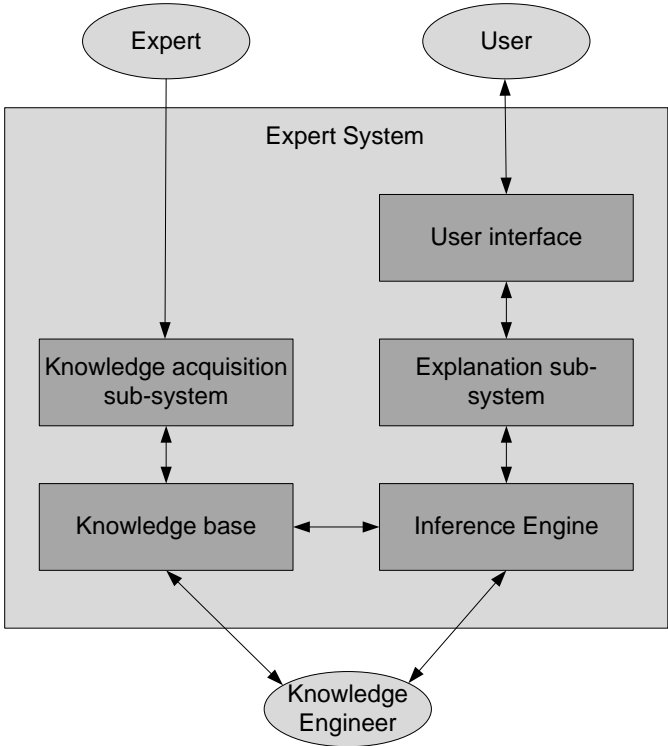 Expert
User
Expert System
User interface
Knowledge acquisition
sub-system
Explanation sub-
system
Knowledge base
Inference Engine
Knowledge
Engineer